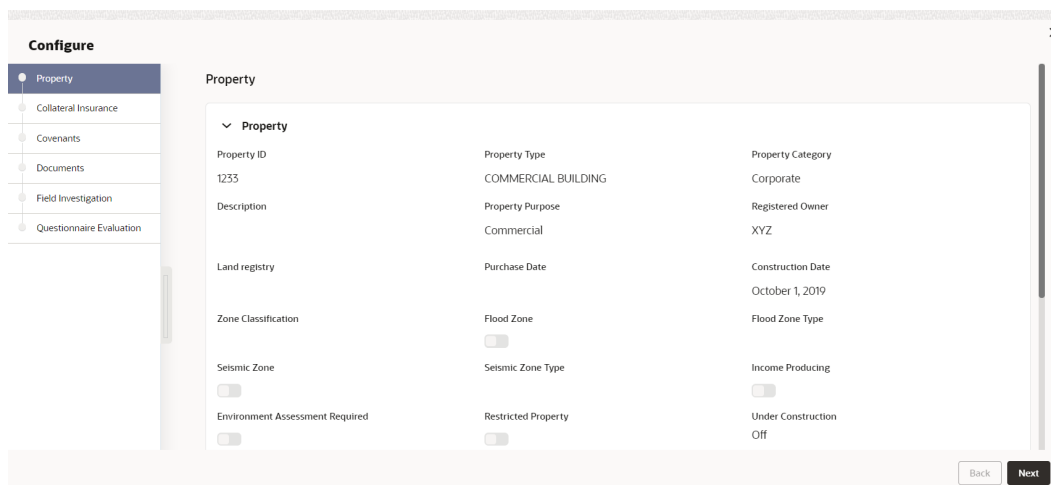 Configure
Property
Collateral Insurance
Covenants
Documents
Field Investigation
Questionnaire Evaluation
Property
Property
Property ID Property Type Property Category
1233 COMMERCIAL BUILDING Corporate
Description Property Purpose Registered Owner
Commercial XYZ
Land registry Purchase Date Construction Date
October 1, 2019
Zone Classification Flood Zone Flood Zone Type
Seismic Zone Seismic Zone Type Income Producing
Environment Assessment Required Restricted Property Under Construction
Off
Back Next